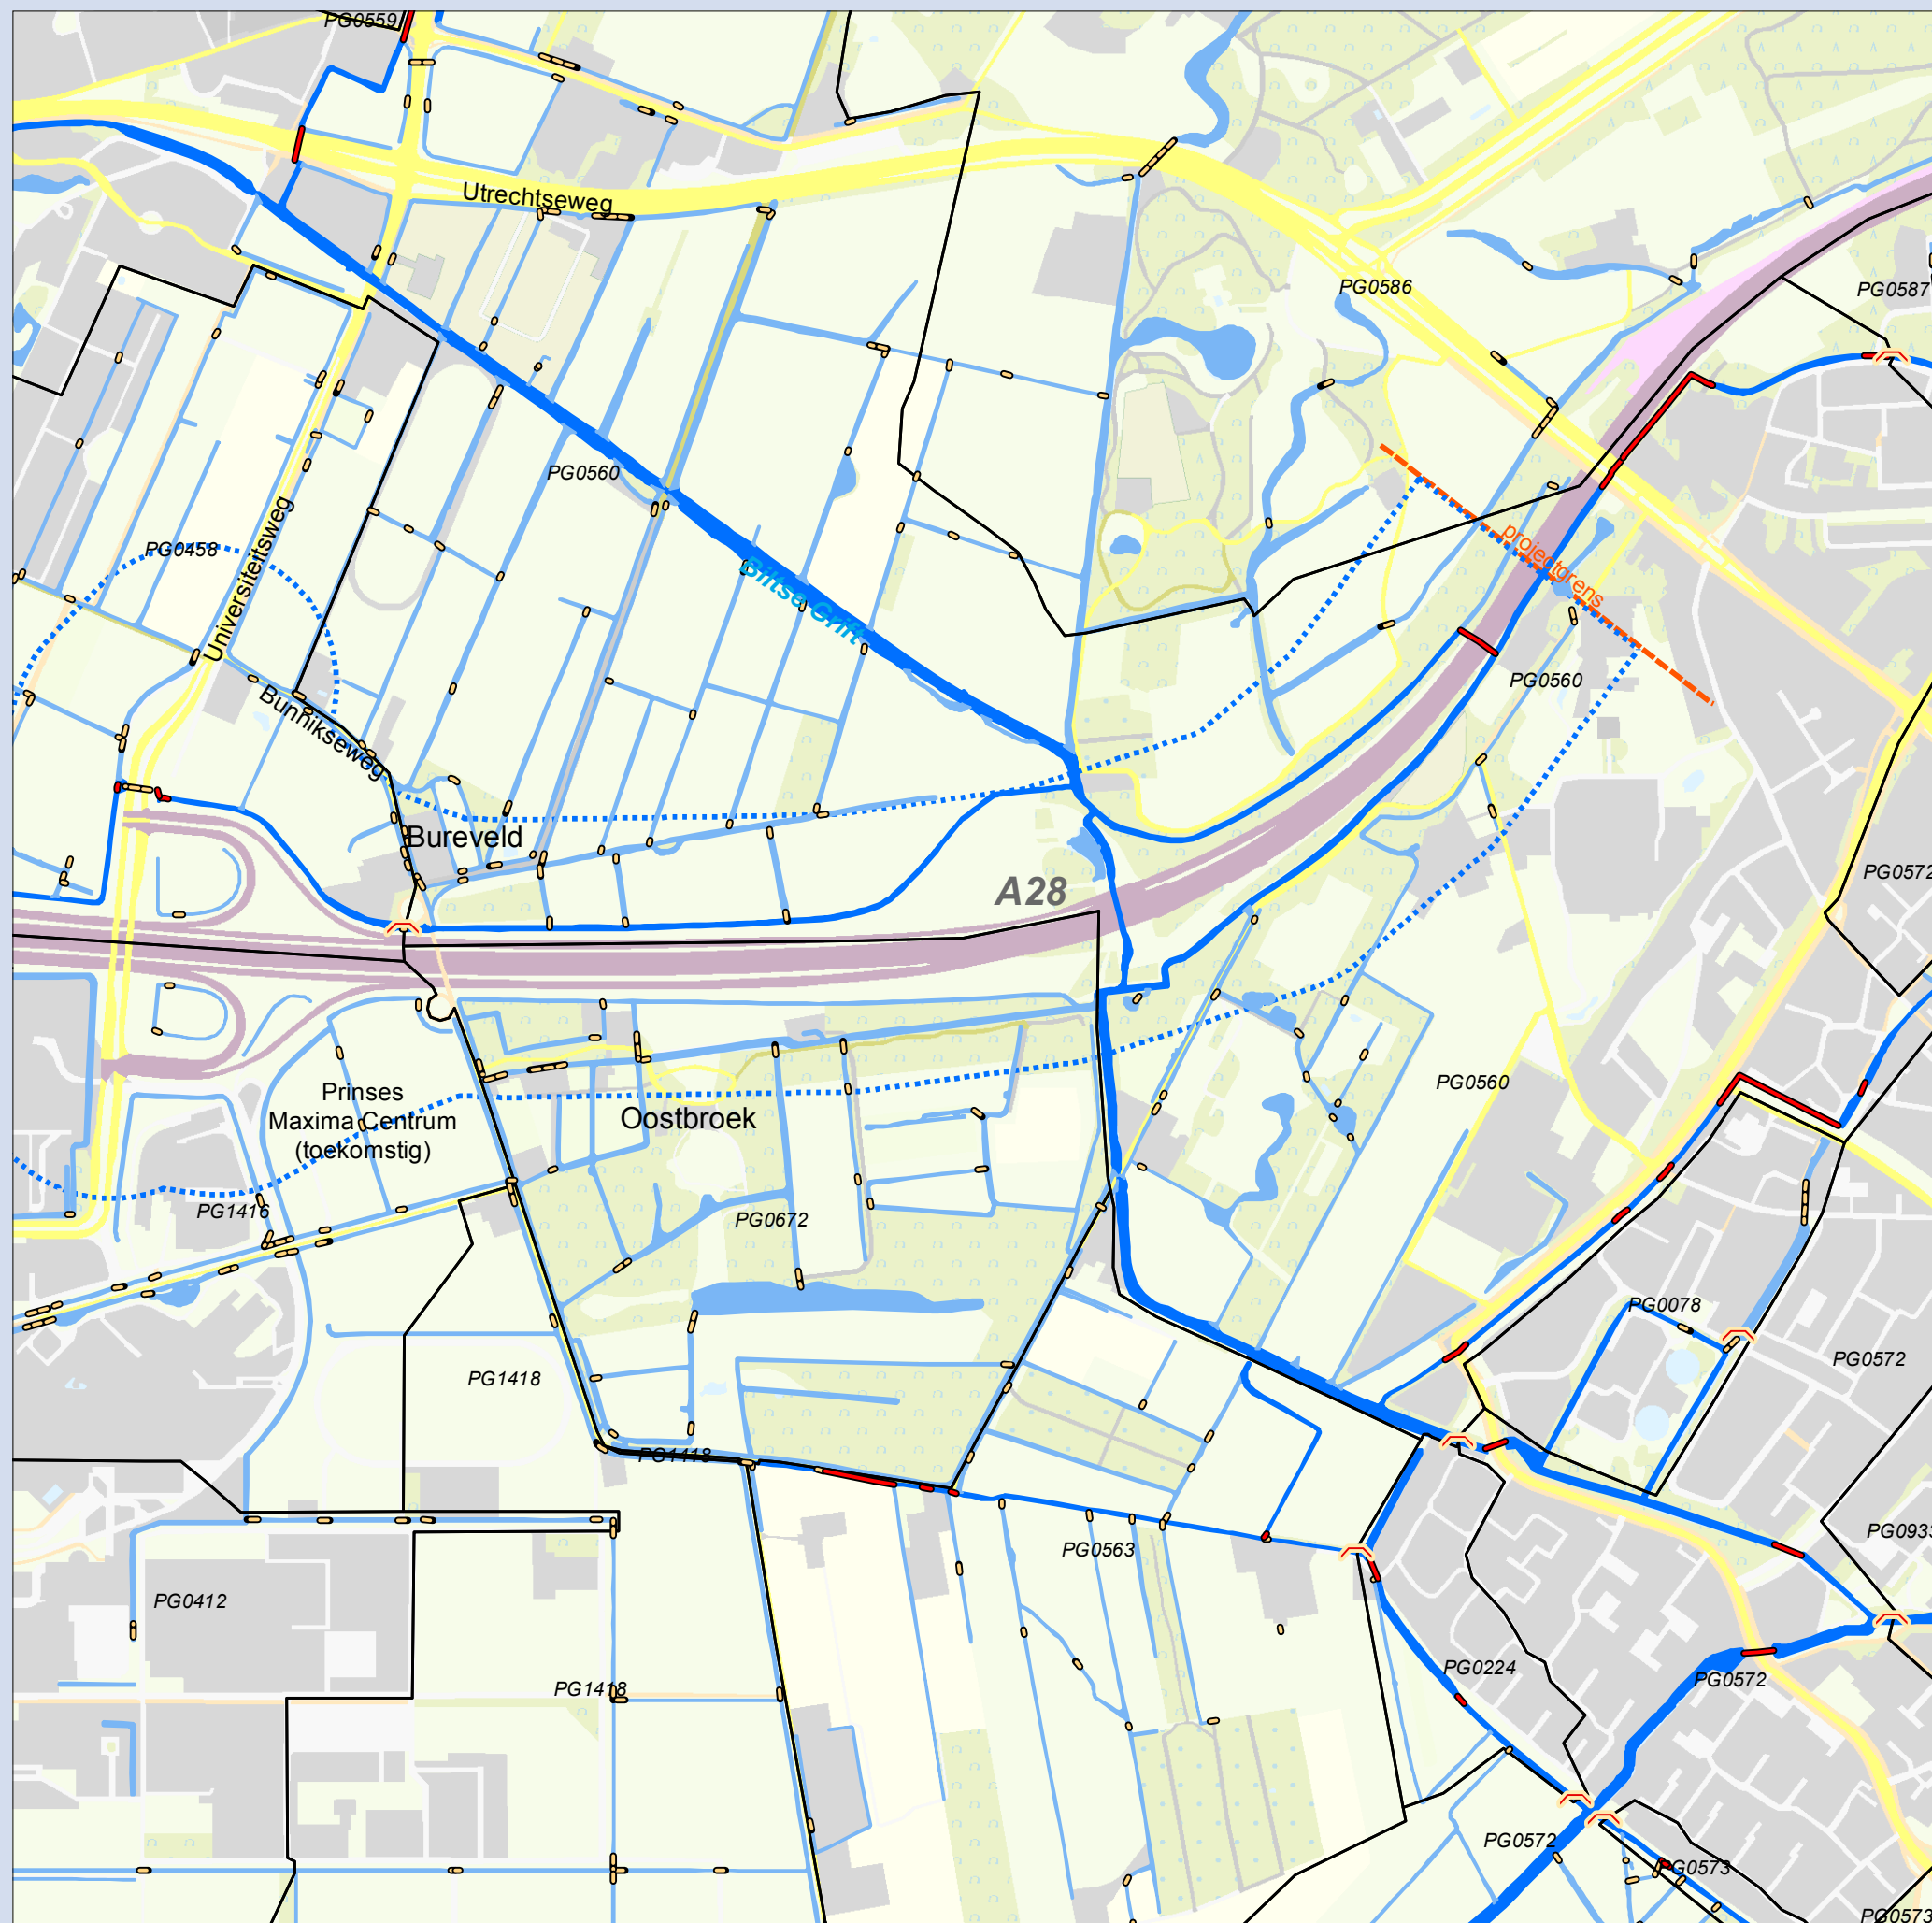 PG0559
Utrechtseweg
PG0586
PG0587
PG0560
PG0458
Universiteitsweg
Biltse Grift
projectgrens
PG0560
Bunnikseweg
Bureveld
A28
PG0572
Prinses
Maxima Centrum
(toekomstig)
Oostbroek
PG0560
PG1416
PG0672
PG0078
PG0572
PG1418
PG1418
PG0563
PG0933
PG0412
PG1418
PG0224
PG0572
PG0572
PG0573
PG0573